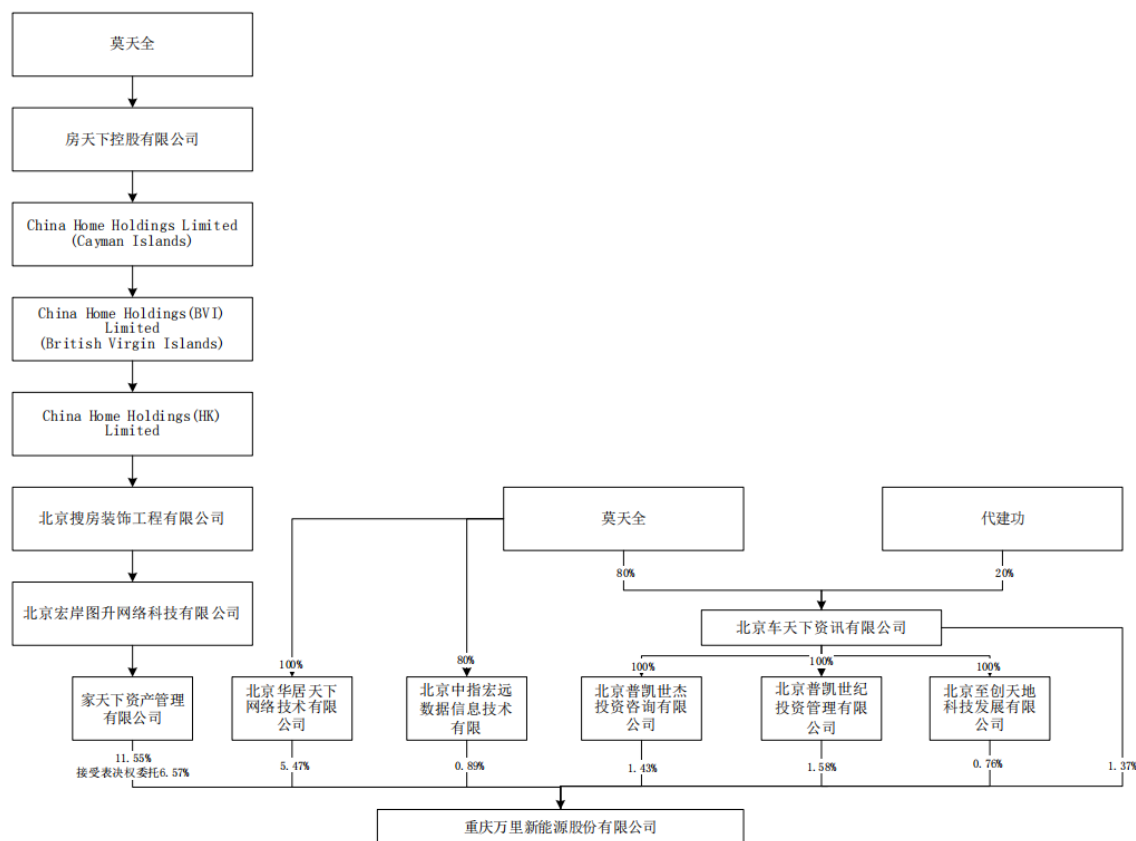 莫天全
房天下控股有限公司
China Home Holdings Limited
(Cayman Islands)
China Home Holdings(BVI)
Limited
(British Virgin Islands)
China Home Holdings(HK)
Limited
北京搜房装饰工程有限公司
莫天全
代建功
80%
20%
北京宏岸图升网络科技有限公司
北京车天下资讯有限公司
100%
80%
100%
100%
100%
家天下资产管理
有限公司
北京华居天下
网络技术有限
公司
北京中指宏远
数据信息技术
有限
北京普凯世杰
投资咨询有限
公司
北京普凯世纪
投资管理有限
公司
北京至创天地
科技发展有限
公司
11.55%
接受表决权委托6.57%
5.47%
0.89%
1.43%
1.58%
0.76%
1.37%
重庆万里新能源股份有限公司